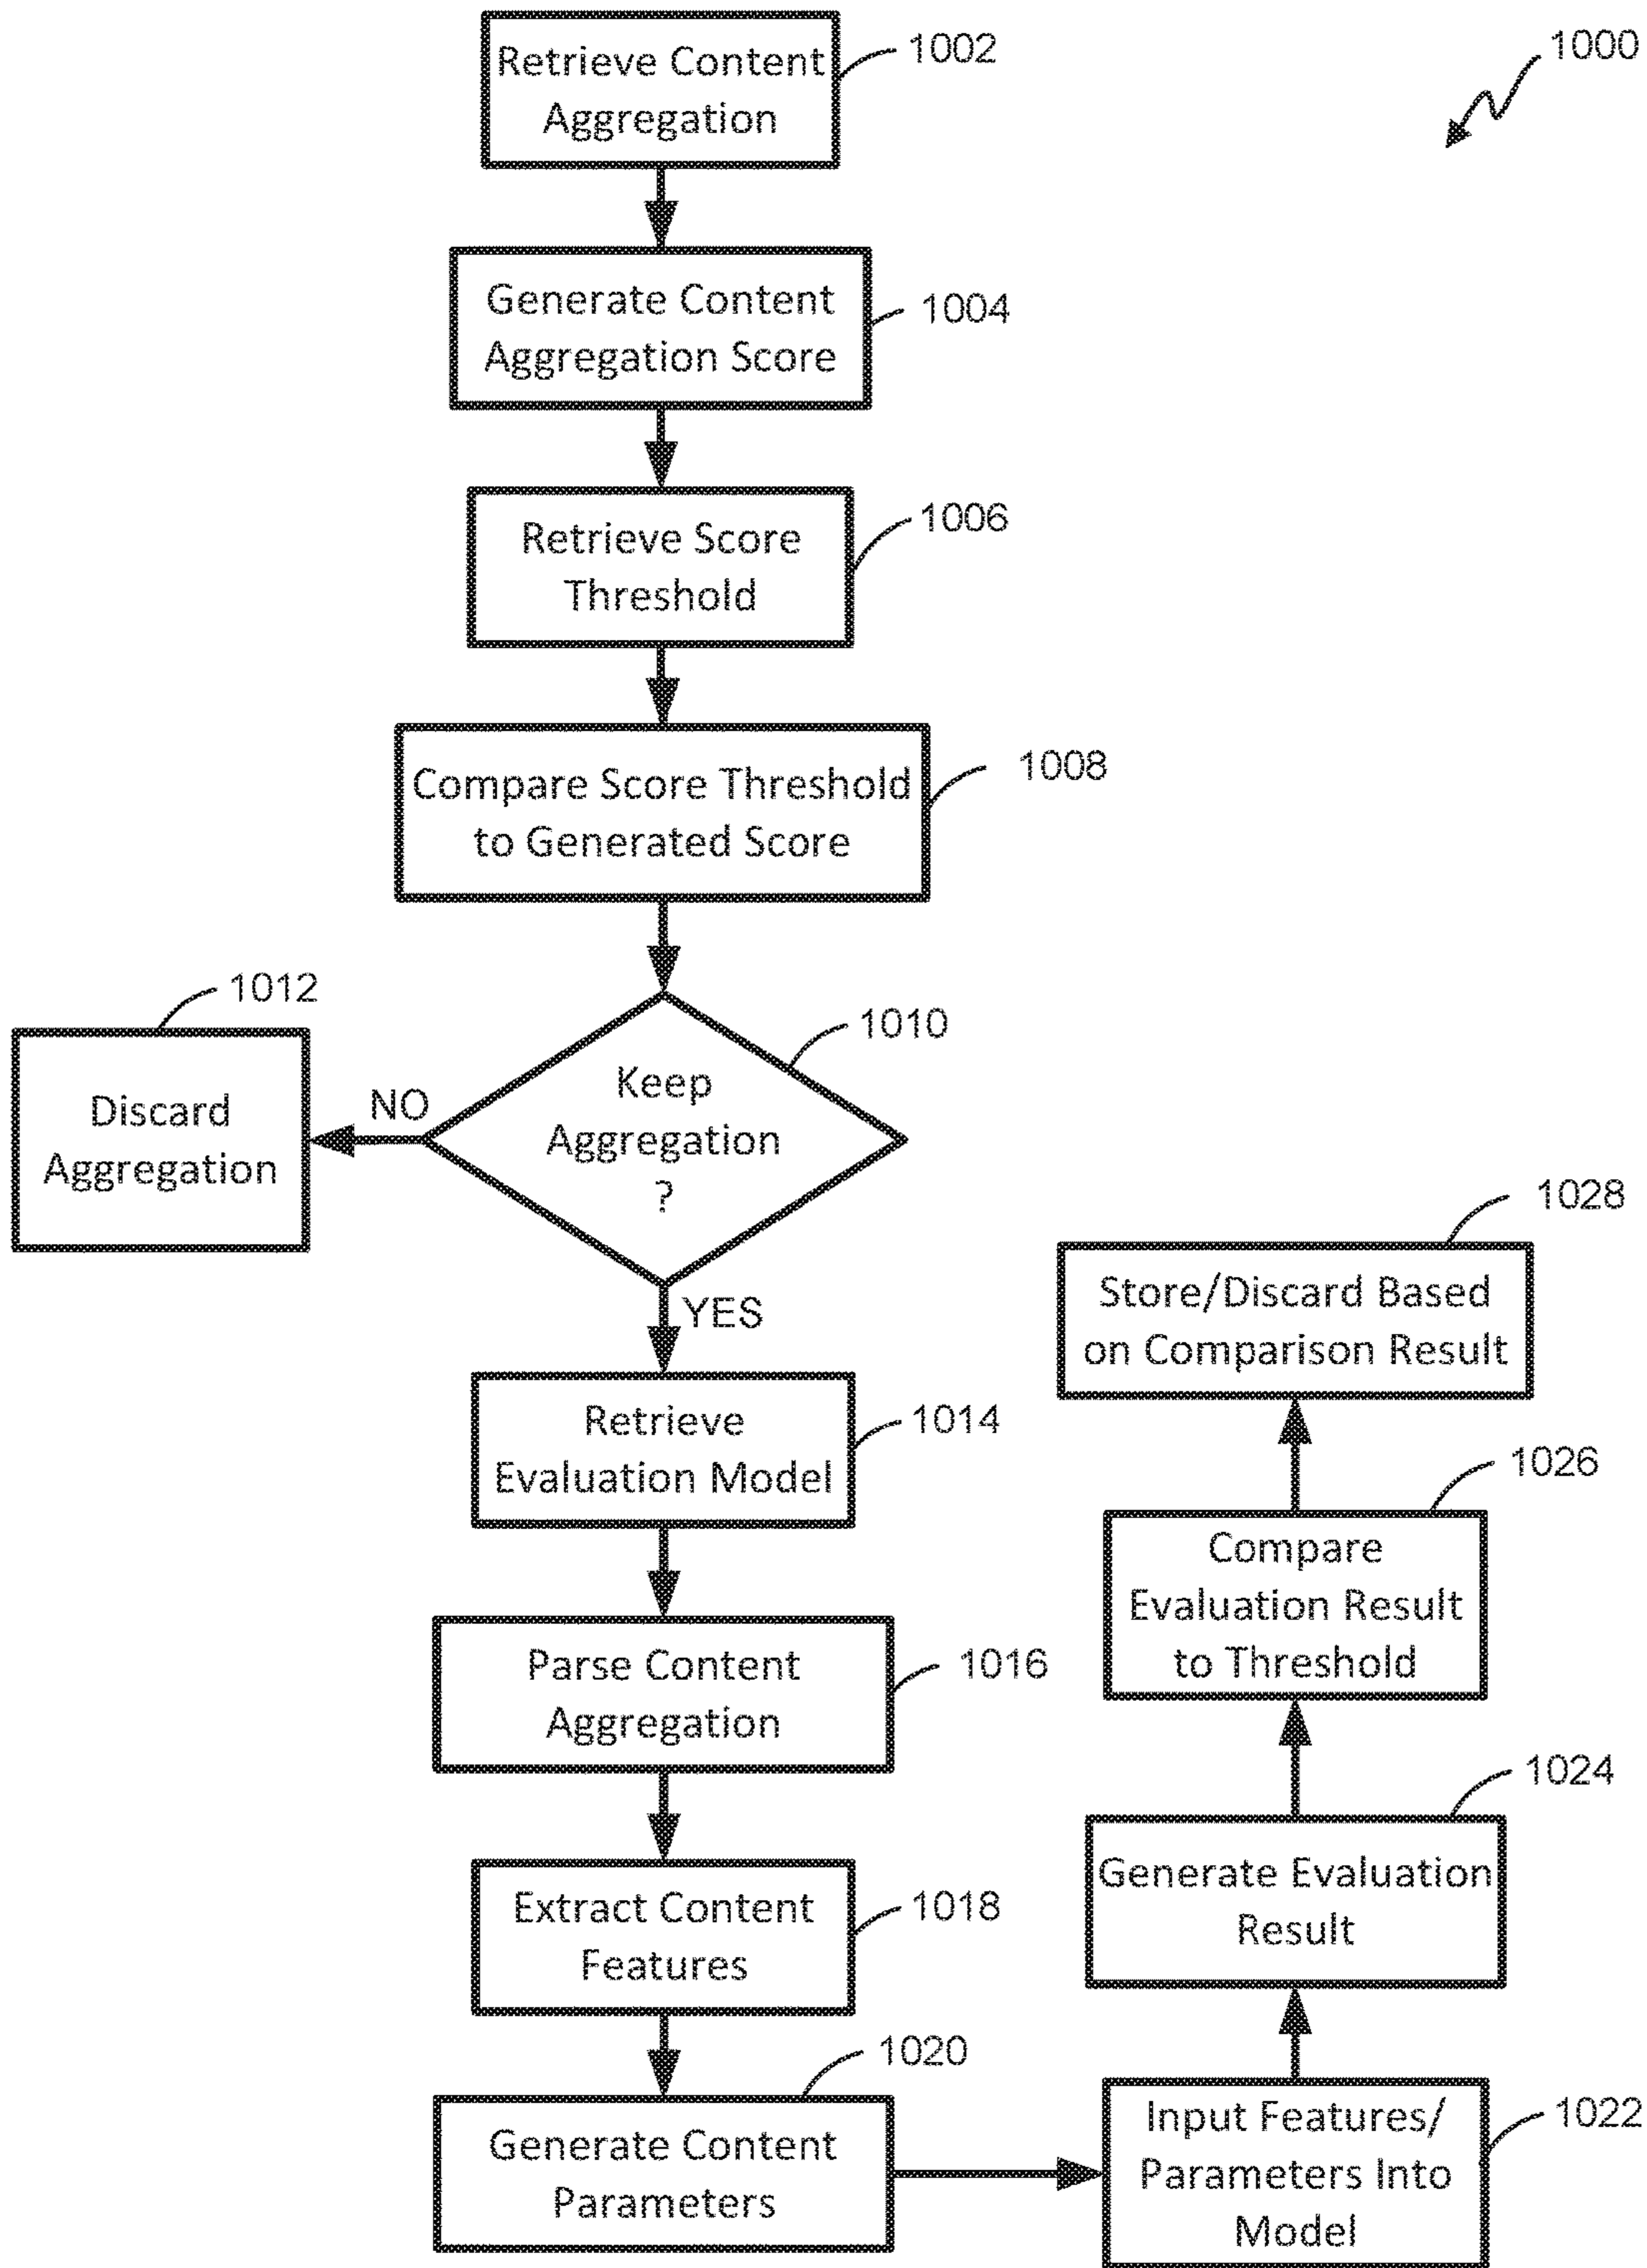 1000
Retrieve Content
Aggregation
1002
Generate Content
Aggregation Score
1004
Retrieve Score
Threshold
1006
Compare Score Threshold
to Generated Score
1008
Keep
Aggregation
?
1010
NO
Discard
Aggregation
1012
YES
Retrieve
Evaluation Model
1014
Parse Content
Aggregation
1016
Extract Content
Features
1018
Generate Content
Parameters
1020
Input Features/
Parameters Into
Model
1022
Generate Evaluation
Result
1024
Compare
Evaluation Result
to Threshold
1026
Store/Discard Based
on Comparison Result
1028